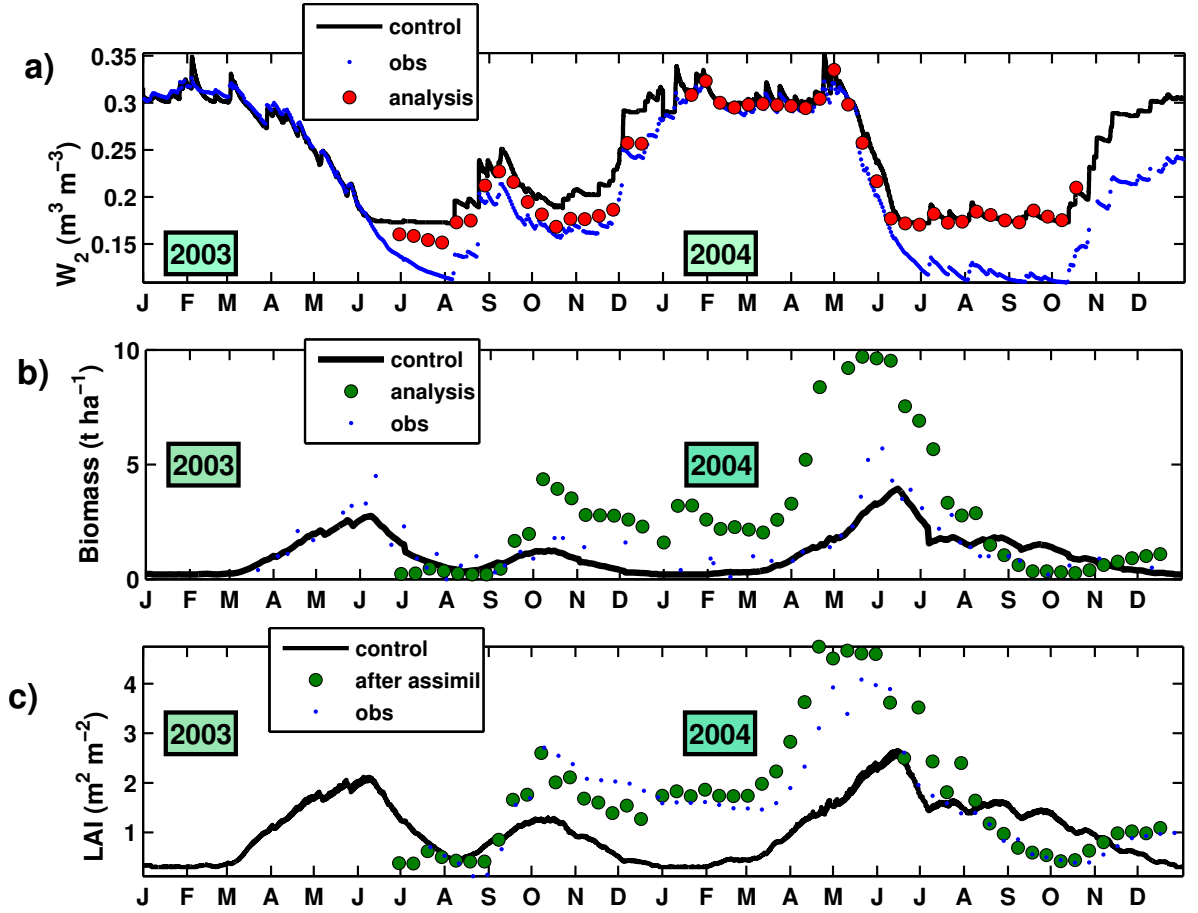 a)
control
obs
analysis
0.35
0.3
0.25
0.2
0.15
W2 (m3 m−3)
2003
2004
J F M A M J J A S O N D J F M A M J J A S O N D
b)
control
analysis
obs
10
5
0
Biomass (t ha−1)
2003
2004
J F M A M J J A S O N D J F M A M J J A S O N D
c)
control
after assimil
obs
4
3
2
1
LAI (m2 m−2)
2003
2004
J F M A M J J A S O N D J F M A M J J A S O N D